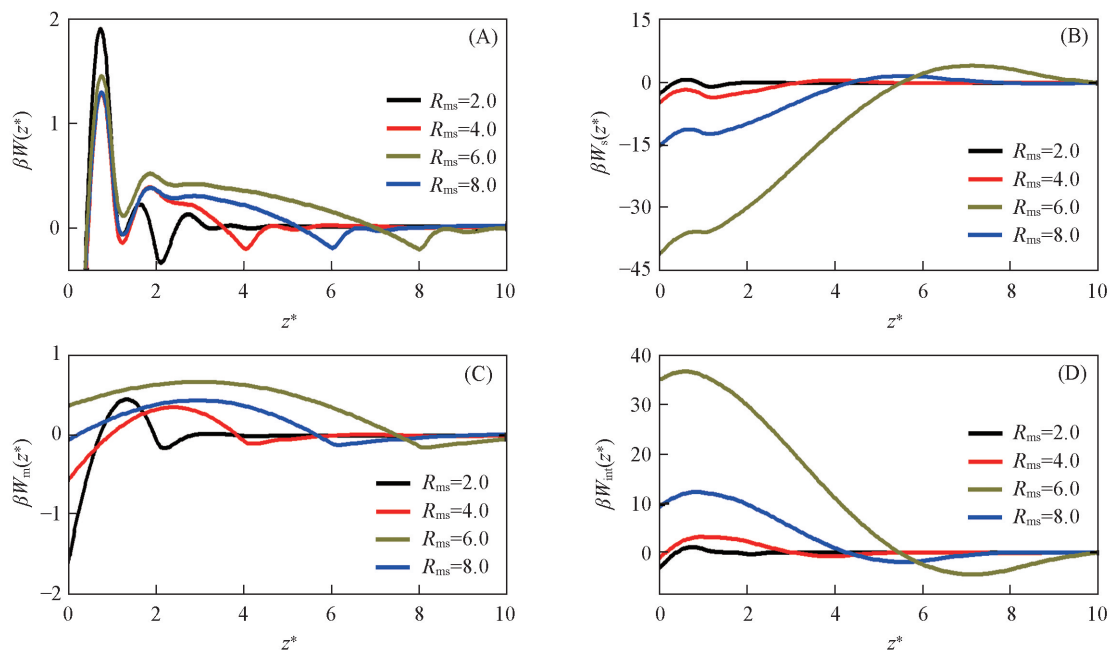 (A)
βW(z*)
2
1
0
R_ms=2.0
R_ms=4.0
R_ms=6.0
R_ms=8.0
0 2 4 6 8 10
z*
(B)
βW_s(z*)
15
0
−15
−30
−45
R_ms=2.0
R_ms=4.0
R_ms=6.0
R_ms=8.0
0 2 4 6 8 10
z*
(C)
βW_m(z*)
1
0
−1
−2
R_ms=2.0
R_ms=4.0
R_ms=6.0
R_ms=8.0
0 2 4 6 8 10
z*
(D)
βW_int(z*)
40
30
20
10
0
R_ms=2.0
R_ms=4.0
R_ms=6.0
R_ms=8.0
0 2 4 6 8 10
z*